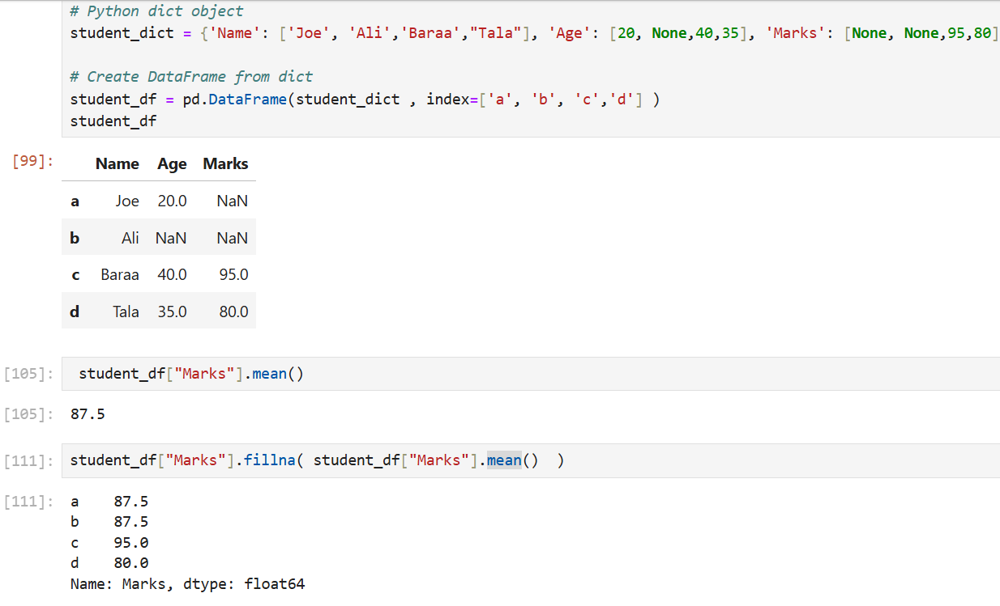 # Python dict object
student_dict = {'Name': ['Joe', 'Ali','Baraa',"Tala"], 'Age': [20, None,40,35], 'Marks': [None, None,95,80]
# Create DataFrame from dict
student_df = pd.DataFrame(student_dict , index=['a', 'b', 'c','d'] )
student_df
[99]:
Name Age Marks
a Joe 20.0 NaN
b Ali NaN NaN
c Baraa 40.0 95.0
d Tala 35.0 80.0
[105]: student_df["Marks"].mean()
[105]: 87.5
[111]: student_df["Marks"].fillna( student_df["Marks"].mean()  )
[111]: a    87.5
b    87.5
c    95.0
d    80.0
Name: Marks, dtype: float64